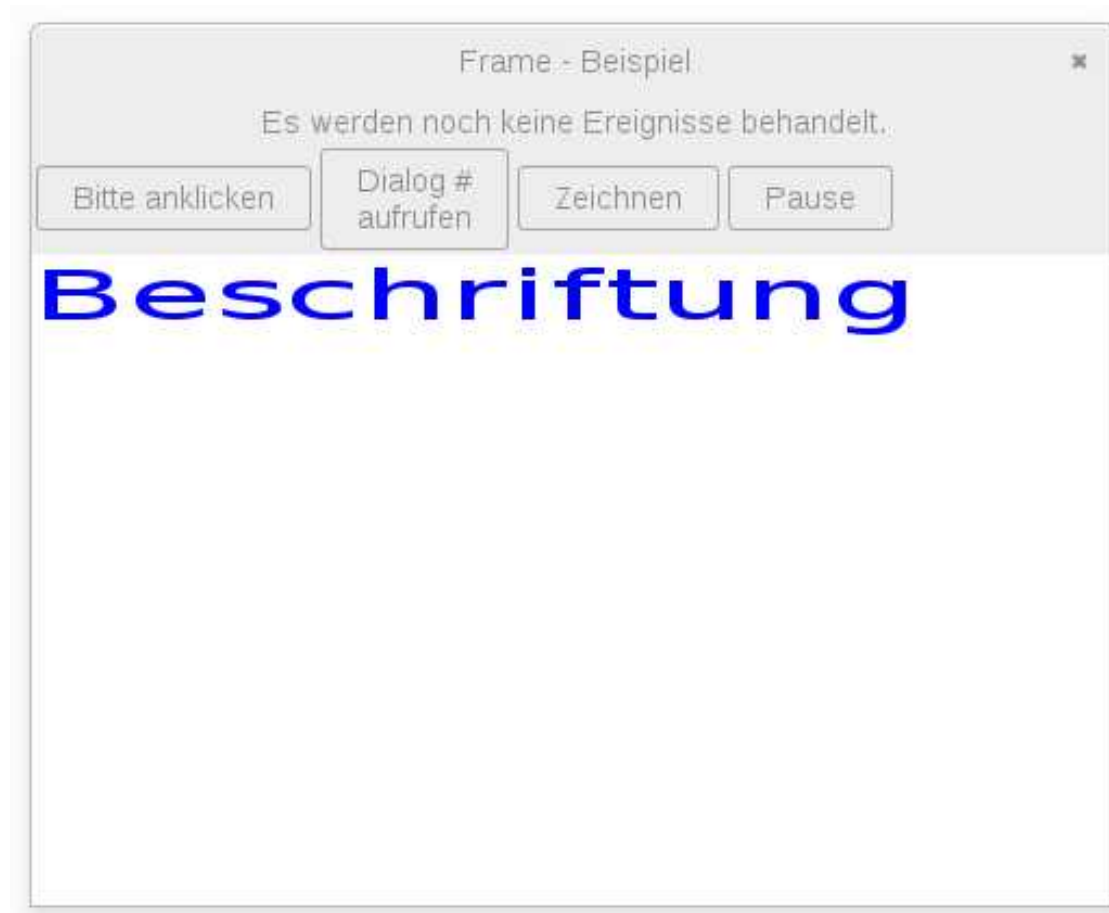 Frame - Beispiel
Es werden noch keine Ereignisse behandelt.
Bitte anklicken
Dialog #
aufrufen
Zeichnen
Pause
Beschriftung